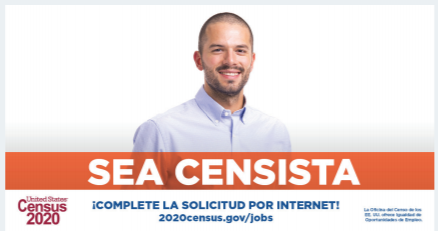 SEA CENSISTA
United States®
Census
2020
¡COMPLETE LA SOLICITUD POR INTERNET!
2020census.gov/jobs
La Oficina del Censo de los
EE. UU. ofrece Igualdad de
Oportunidades de Empleo.